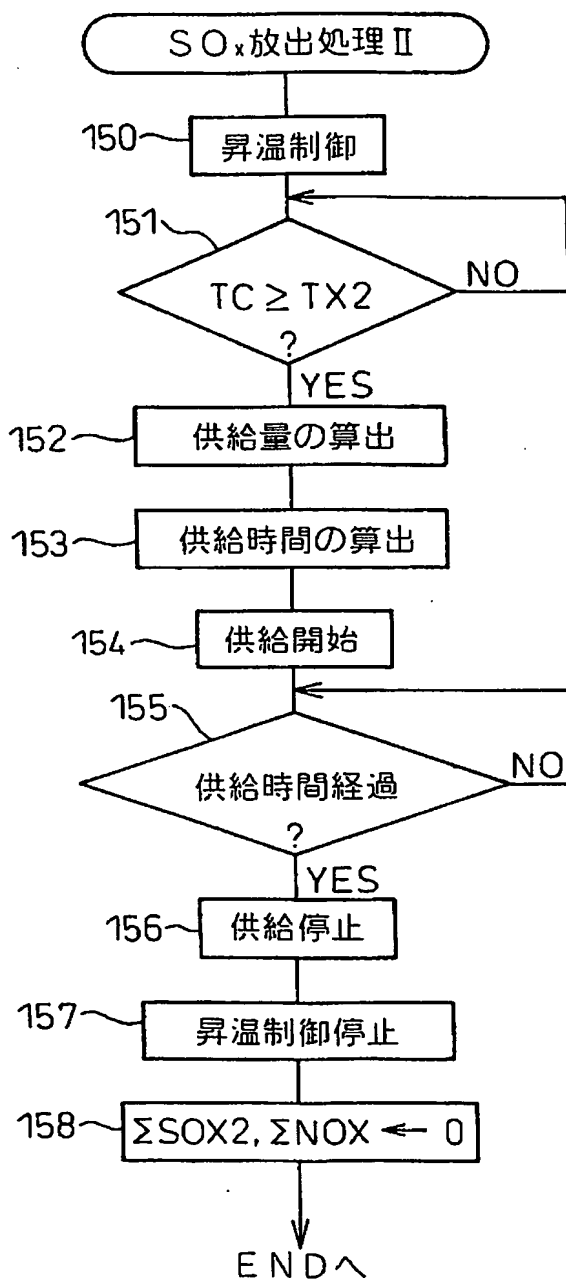 SOx放出処理Ⅱ
150
昇温制御
151
TC ≥ TX2
?
NO
YES
152
供給量の算出
153
供給時間の算出
154
供給開始
155
供給時間経過
?
NO
YES
156
供給停止
157
昇温制御停止
158
ΣSOX2, ΣNOX ← 0
ENDへ